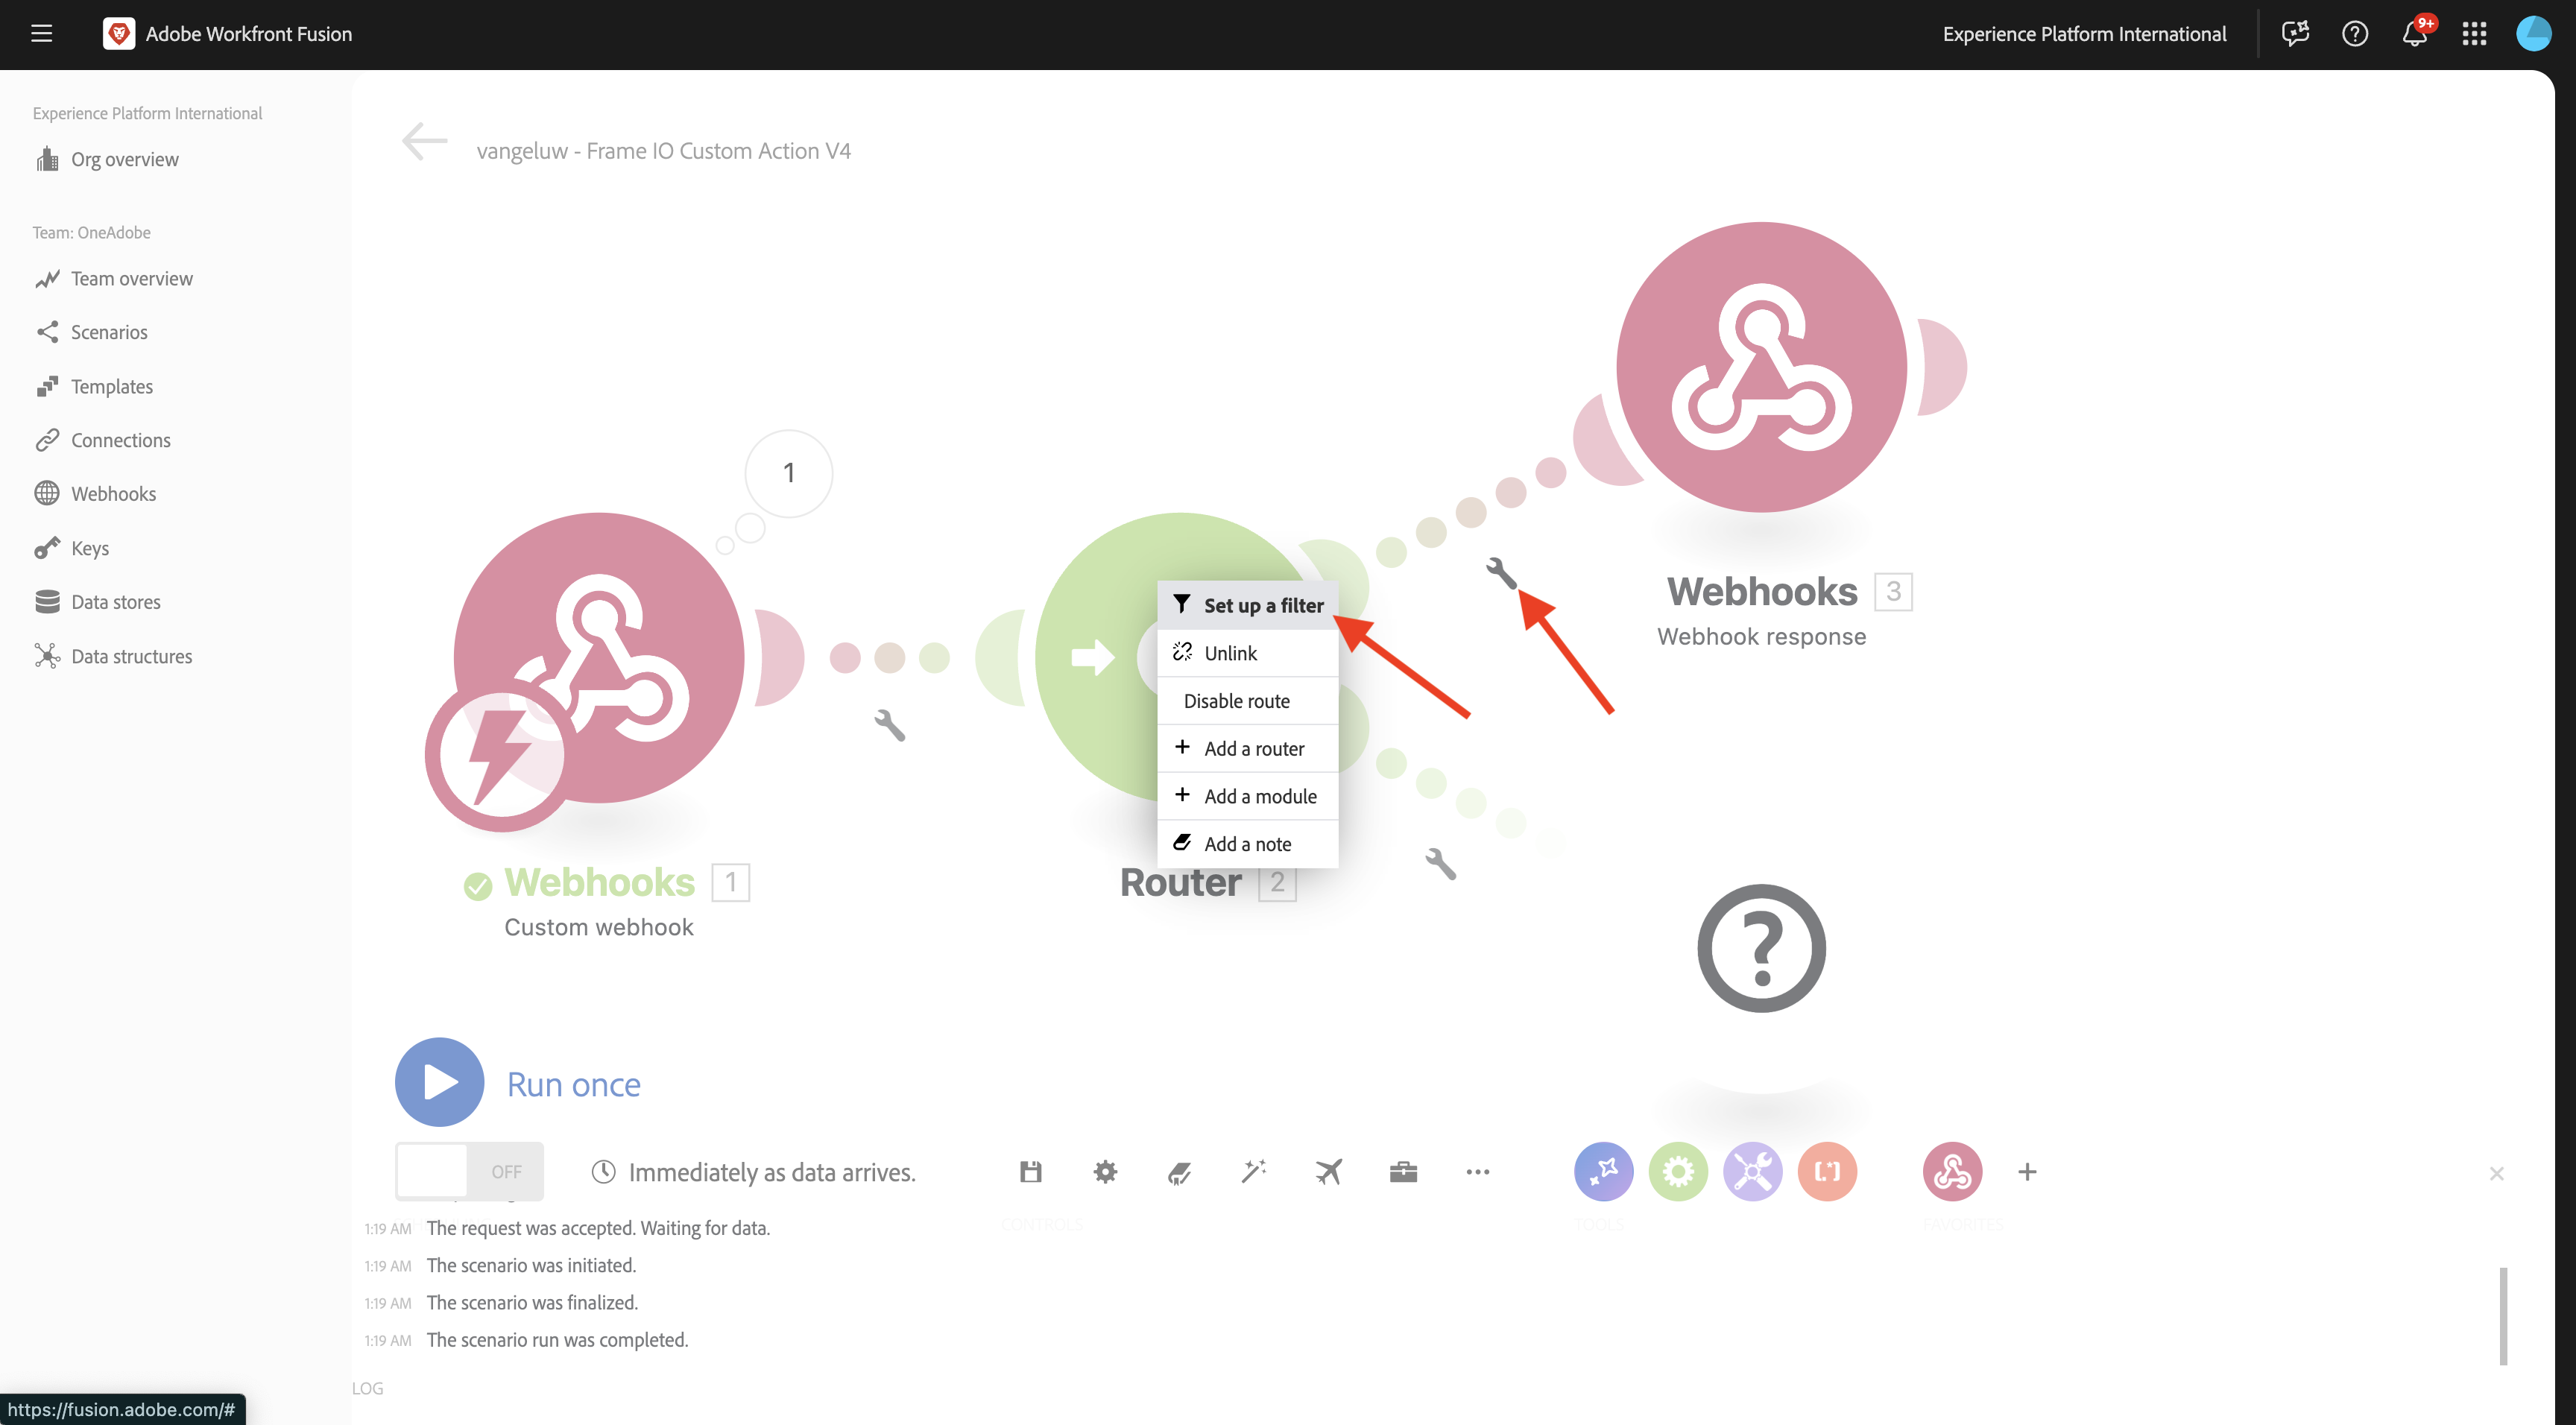 Adobe Workfront Fusion
Experience Platform International
9+
Experience Platform International
Org overview
Team: OneAdobe
Team overview
Scenarios
Templates
Connections
Webhooks
Keys
Data stores
Data structures
vangeluw - Frame IO Custom Action V4
1
Set up a filter
Unlink
Disable route
Add a router
Add a module
Add a note
Webhooks 3
Webhook response
Webhooks 1
Custom webhook
Router 2
?
Run once
OFF
Immediately as data arrives.
CONTROLS
TOOLS
FAVORITES
1:19 AM The request was accepted. Waiting for data.
1:19 AM The scenario was initiated.
1:19 AM The scenario was finalized.
1:19 AM The scenario run was completed.
LOG
https://fusion.adobe.com/#